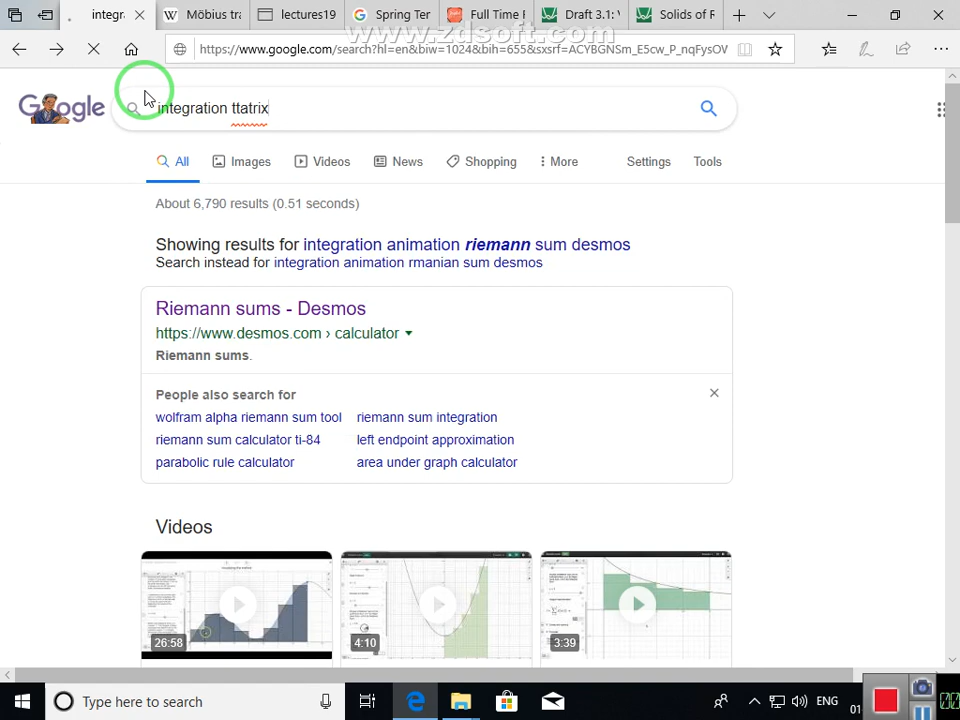 integra
Möbius tra
lectures19
Spring Ter
Full Time E
Draft 3.1: V
Solids of R
www.zdsoft.com
https://www.google.com/search?hl=en&biw=1024&bih=655&sxsrf=ACYBGNSm_E5cw_P_nqFysOV
Google
integration ttatrix
All
Images
Videos
News
Shopping
More
Settings
Tools
About 6,790 results (0.51 seconds)
Showing results for integration animation riemann sum desmos
Search instead for integration animation rmanian sum desmos
Riemann sums - Desmos
https://www.desmos.com › calculator
Riemann sums.
People also search for
wolfram alpha riemann sum tool
riemann sum integration
riemann sum calculator ti-84
left endpoint approximation
parabolic rule calculator
area under graph calculator
Videos
26:58
4:10
3:39
Type here to search
ENG
01